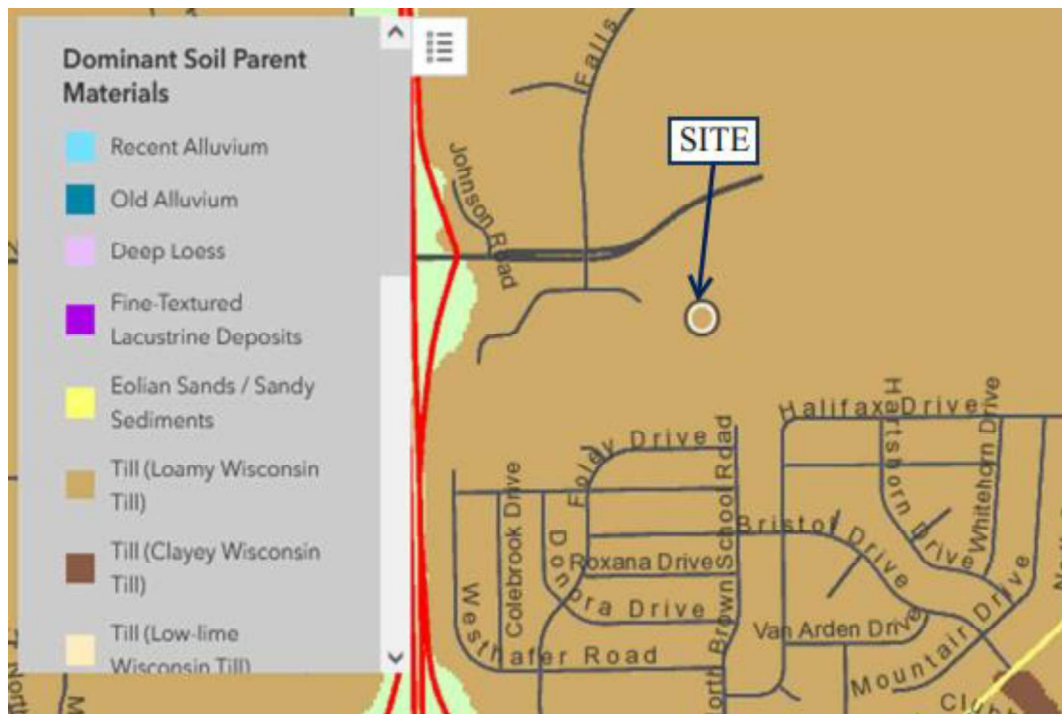 Dominant Soil Parent
Materials
Recent Alluvium
Old Alluvium
Deep Loess
Fine-Textured
Lacustrine Deposits
Eolian Sands / Sandy
Sediments
Till (Loamy Wisconsin
Till)
Till (Clayey Wisconsin
Till)
Till (Low-lime
Wisconsin Till)
Falls
SITE
Johnson Road
Halifax Drive
Hartshorn Drive
Whitehorn Drive
Foley Drive
North Brown School Road
Colebrook Drive
Bristol Drive
Roxana Drive
Donora Drive
Van Arden Drive
Mountair Drive
Westhafer Road